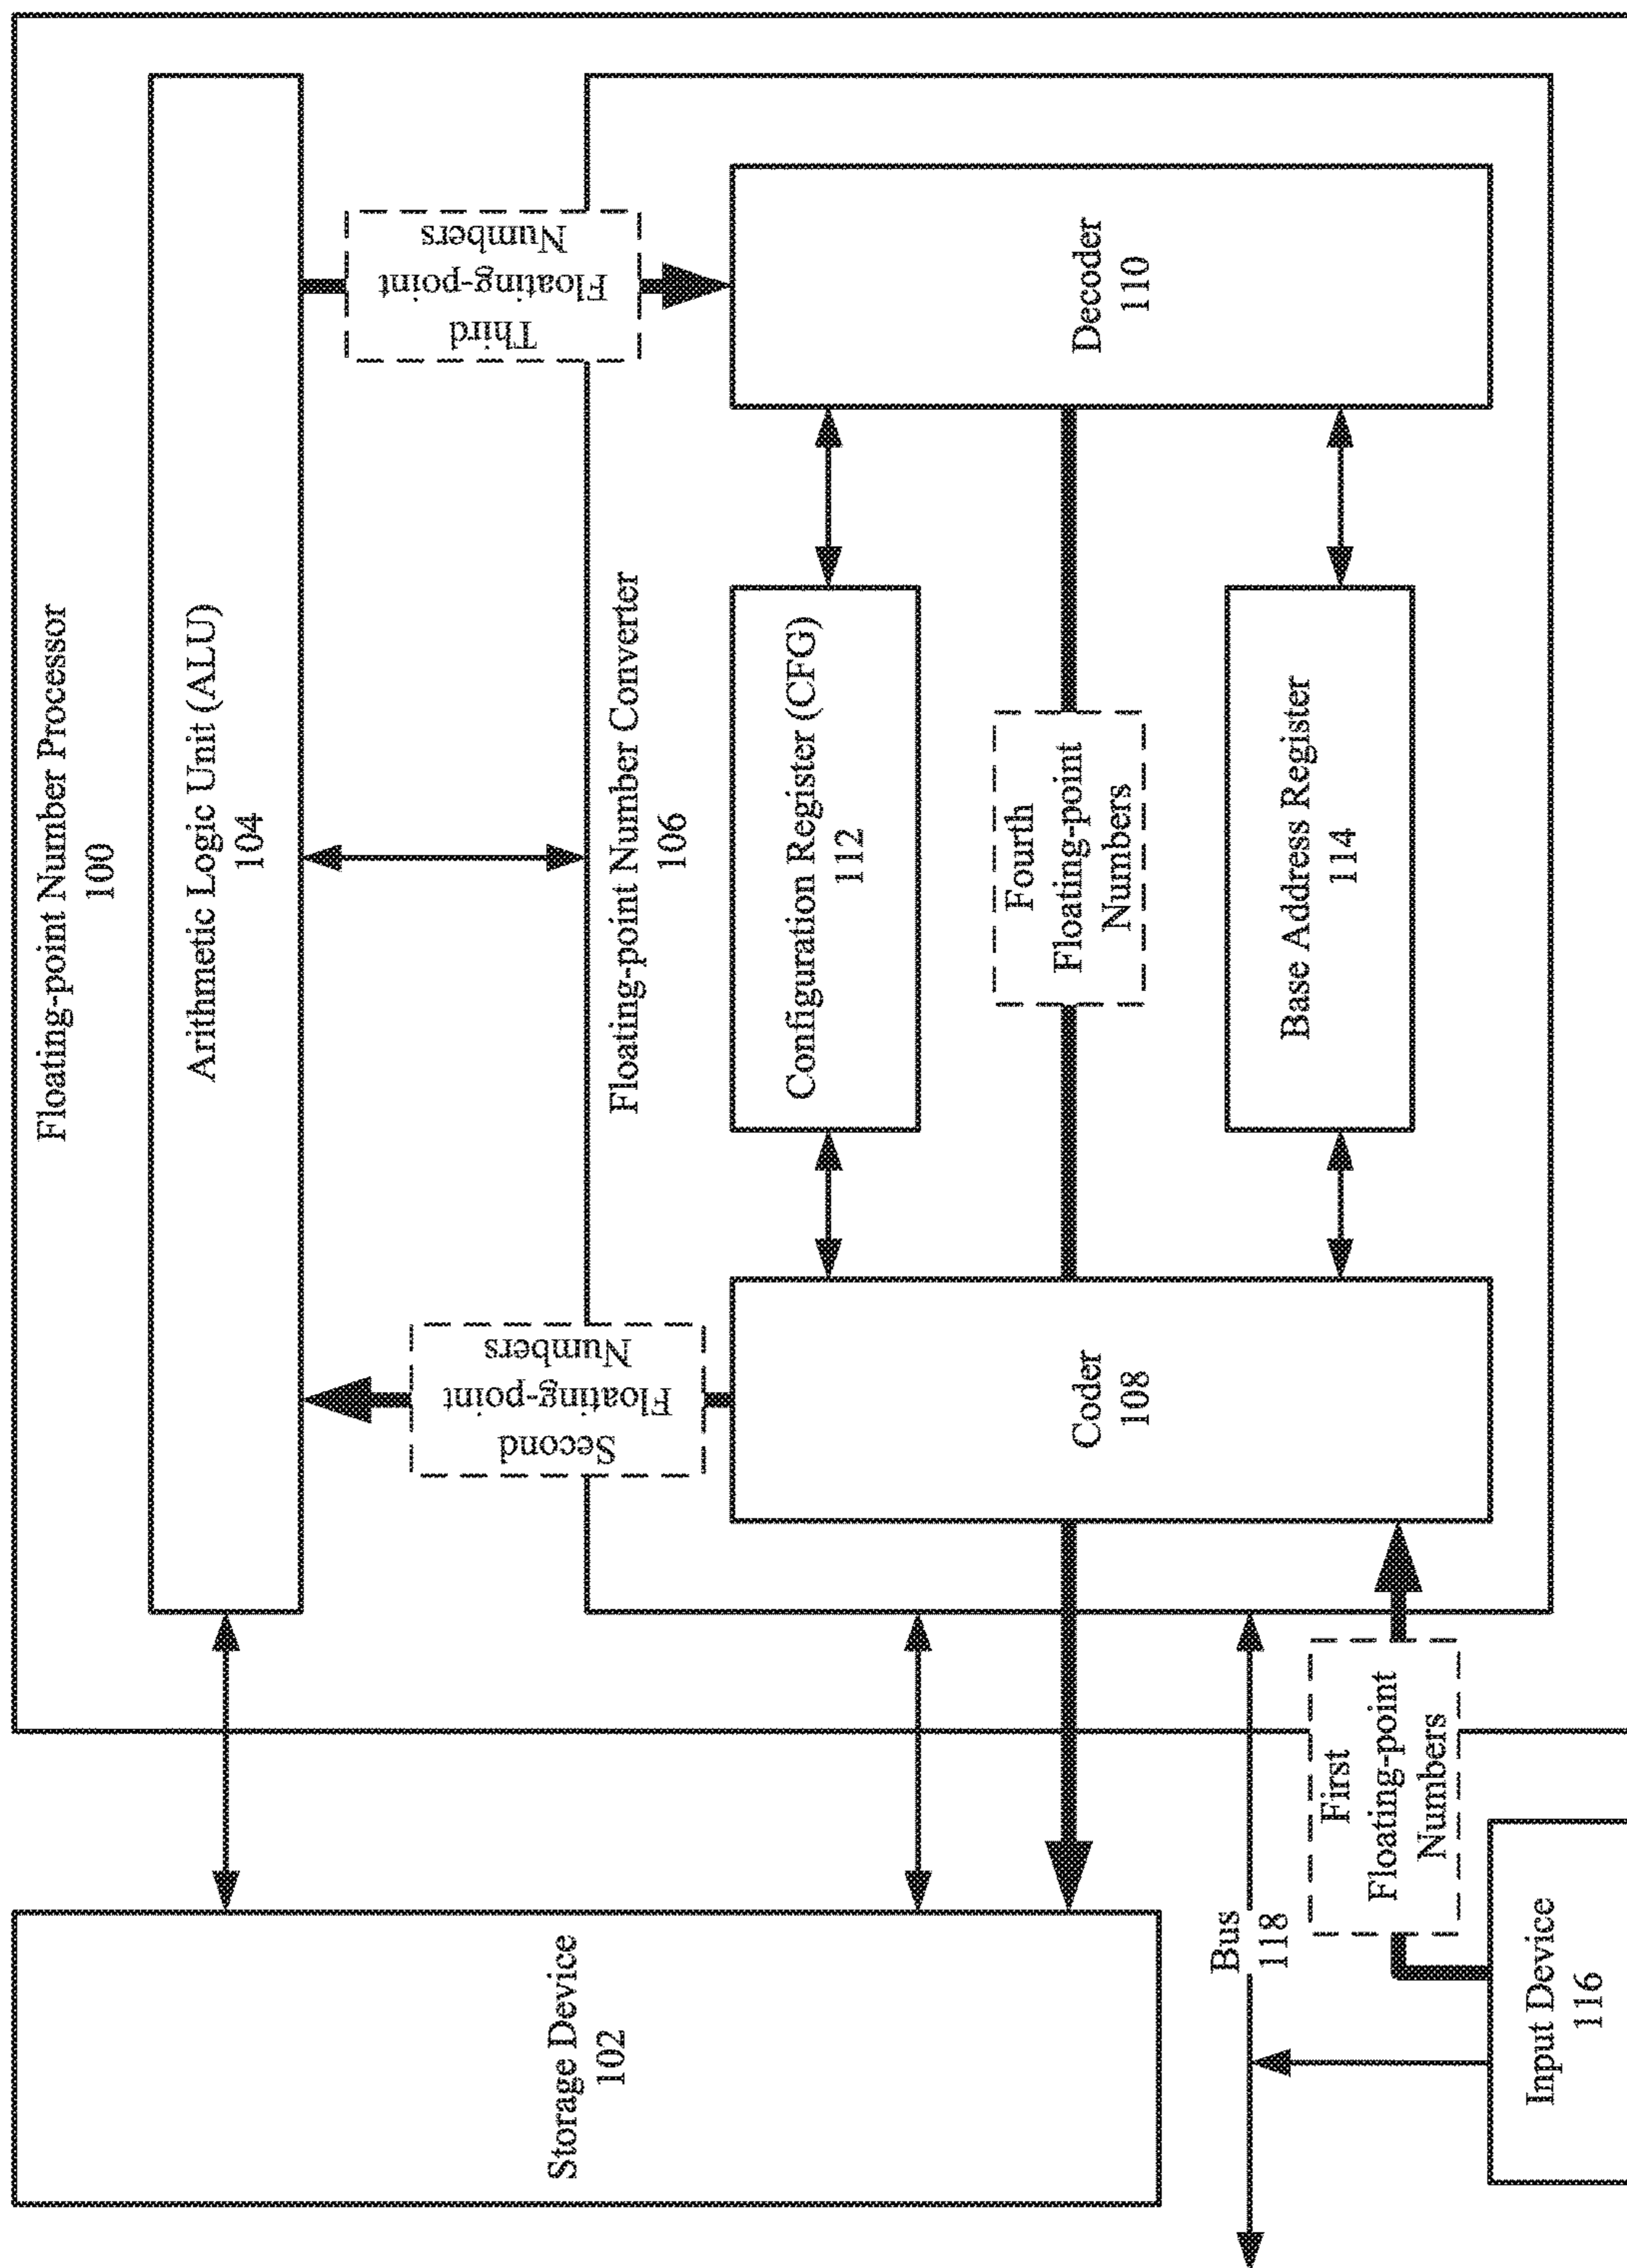 Floating-point Number Processor
100
Arithmetic Logic Unit (ALU)
104
Third
Floating-point
Numbers
Second
Floating-point
Numbers
Floating-point Number Converter
106
Storage Device
102
Coder
108
Configuration Register (CFG)
112
Decoder
110
Fourth
Floating-point
Numbers
Base Address Register
114
Bus
118
First
Floating-point
Numbers
Input Device
116